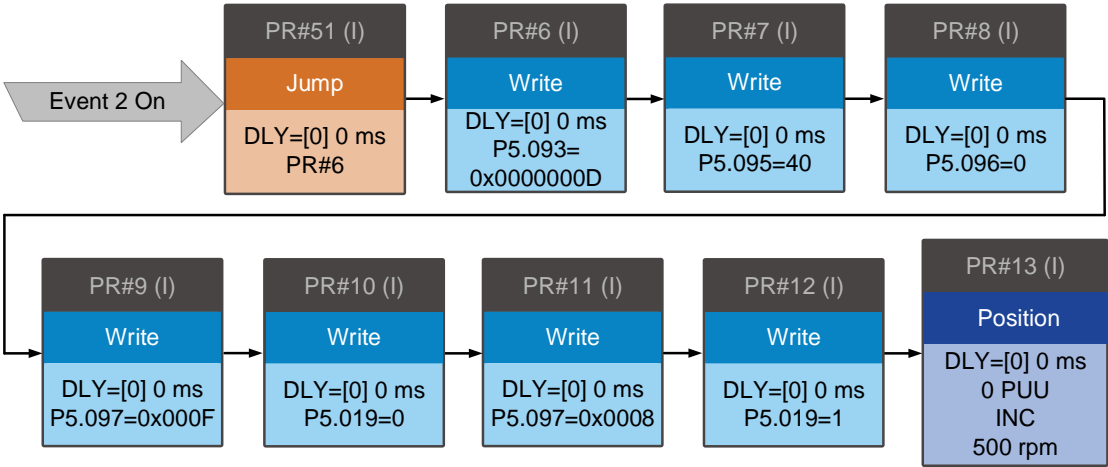 Event 2 On
PR#51 (I)
Jump
DLY=[0] 0 ms
PR#6
PR#6 (I)
Write
DLY=[0] 0 ms
P5.093=
0x0000000D
PR#7 (I)
Write
DLY=[0] 0 ms
P5.095=40
PR#8 (I)
Write
DLY=[0] 0 ms
P5.096=0
PR#9 (I)
Write
DLY=[0] 0 ms
P5.097=0x000F
PR#10 (I)
Write
DLY=[0] 0 ms
P5.019=0
PR#11 (I)
Write
DLY=[0] 0 ms
P5.097=0x0008
PR#12 (I)
Write
DLY=[0] 0 ms
P5.019=1
PR#13 (I)
Position
DLY=[0] 0 ms
0 PUU
INC
500 rpm